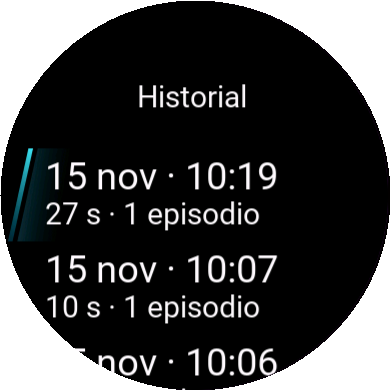 Historial
15 nov · 10:19
27 s · 1 episodio
15 nov · 10:07
10 s · 1 episodio
nov · 10:06